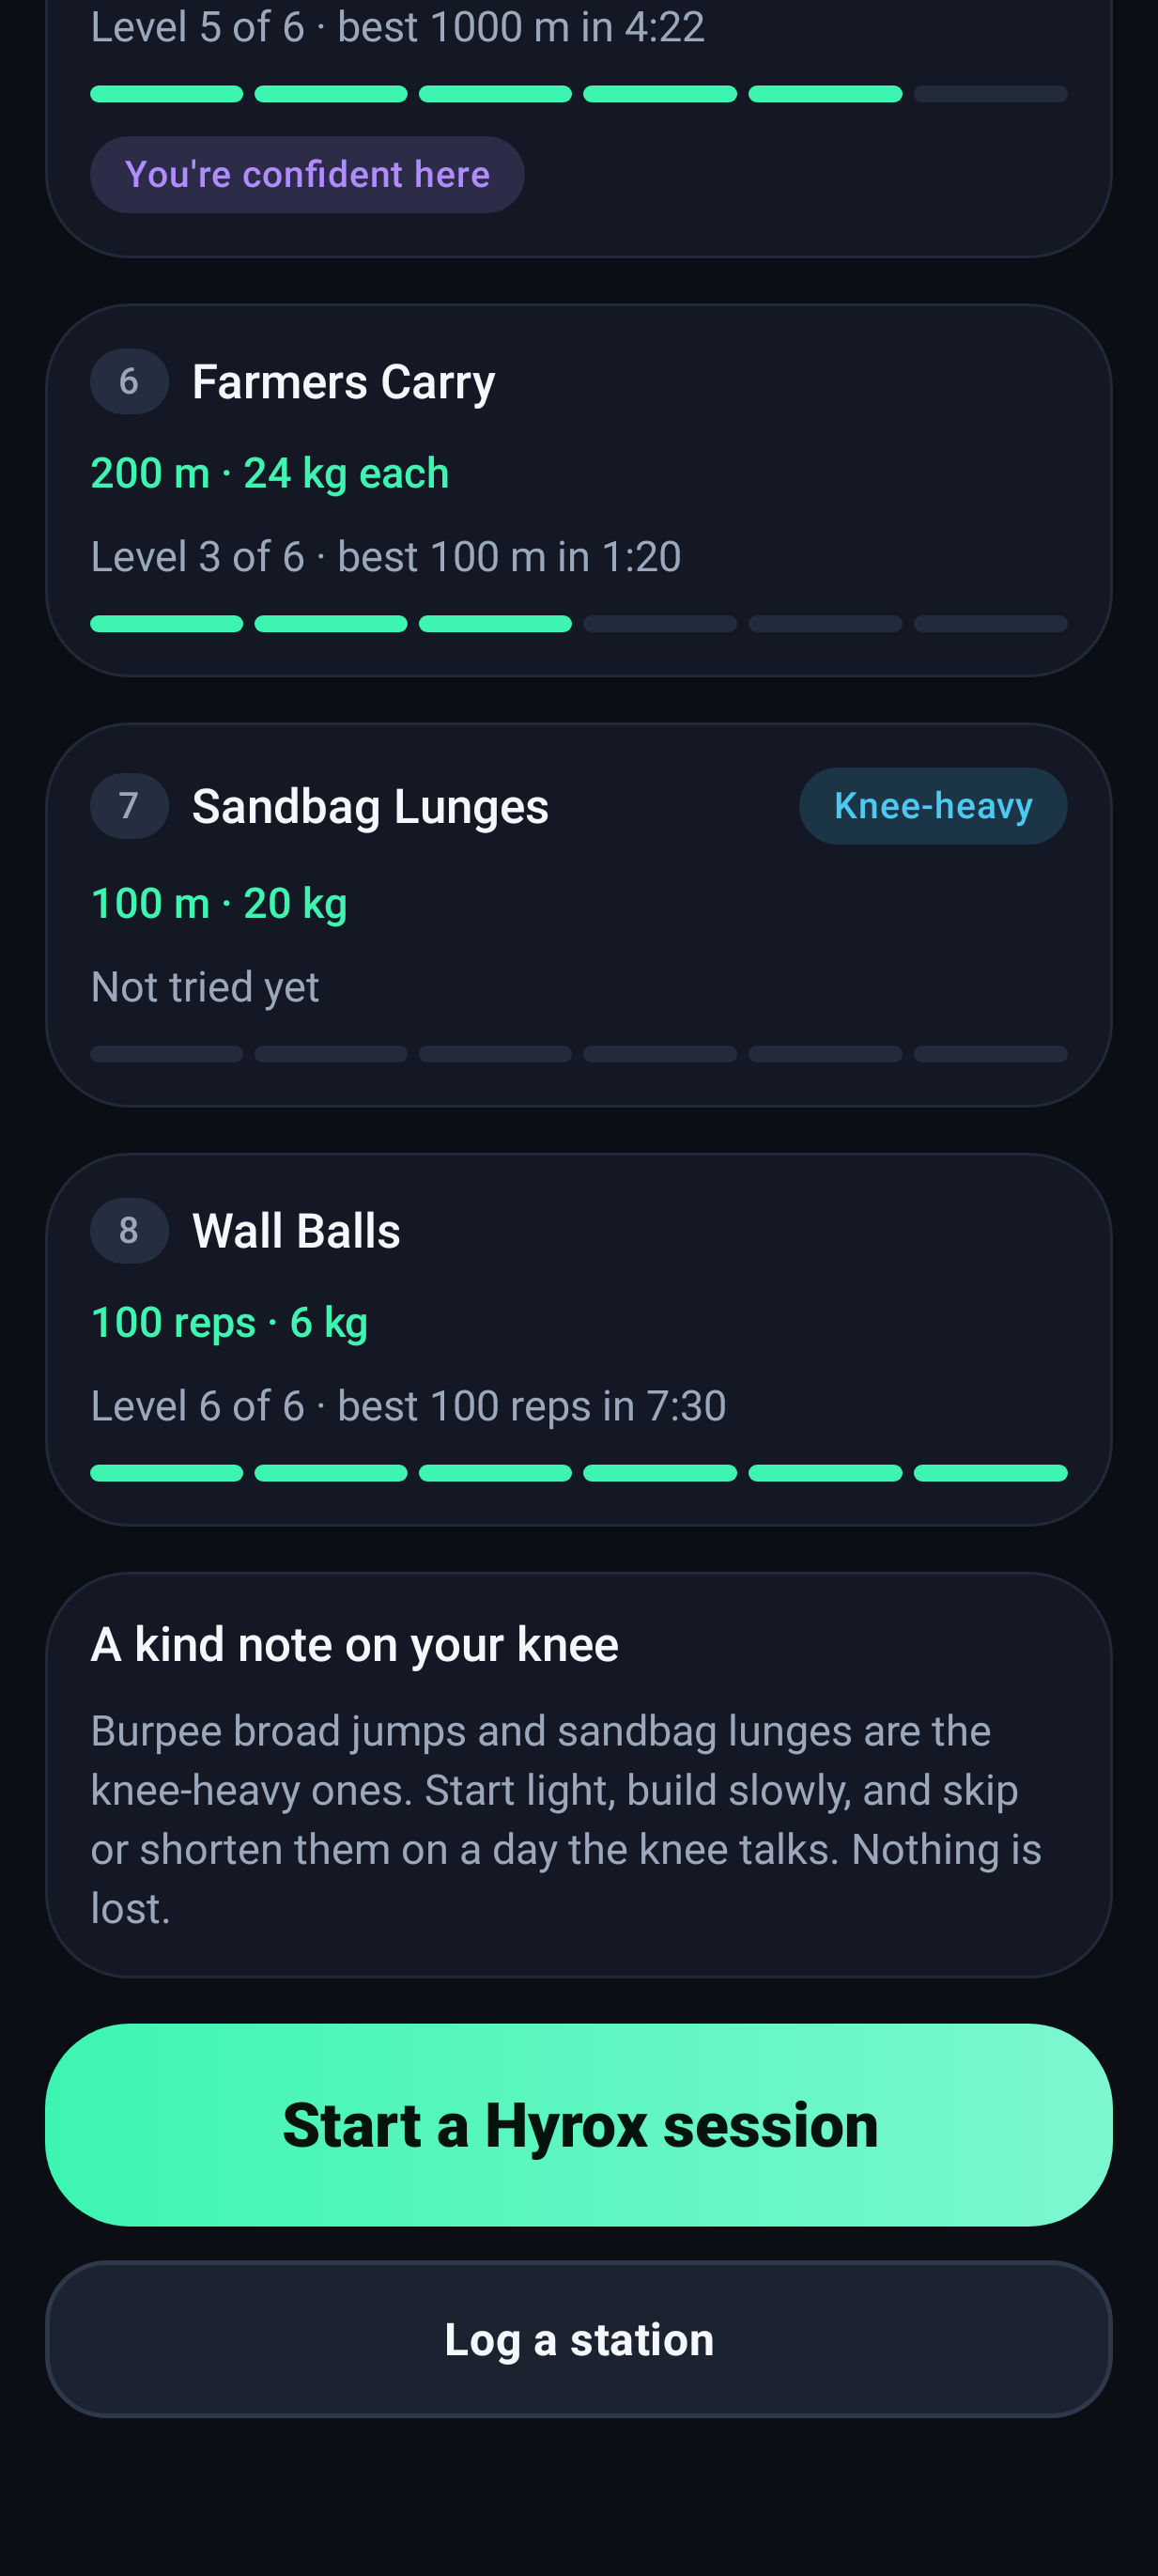 Level 5 of 6 · best 1000 m in 4:22
You're confident here
6 Farmers Carry
200 m · 24 kg each
Level 3 of 6 · best 100 m in 1:20
7 Sandbag Lunges Knee-heavy
100 m · 20 kg
Not tried yet
8 Wall Balls
100 reps · 6 kg
Level 6 of 6 · best 100 reps in 7:30
A kind note on your knee
Burpee broad jumps and sandbag lunges are the
knee-heavy ones. Start light, build slowly, and skip
or shorten them on a day the knee talks. Nothing is
lost.
Start a Hyrox session
Log a station